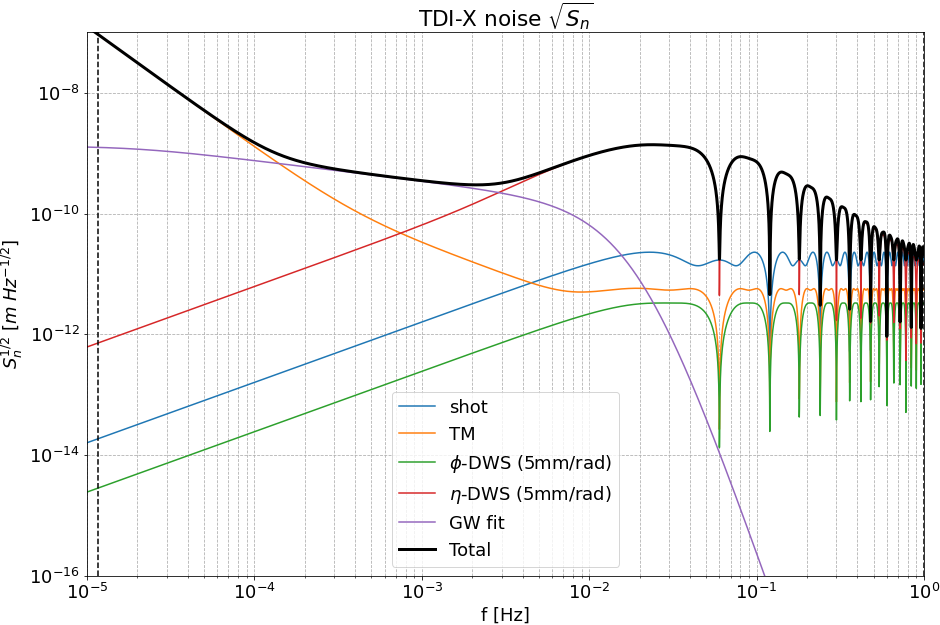 TDI-X noise √Sₙ
10⁻⁸
10⁻¹⁰
10⁻¹²
10⁻¹⁴
10⁻¹⁶
Sₙ^{1/2} [m Hz^{-1/2}]
shot
TM
ϕ-DWS (5mm/rad)
η-DWS (5mm/rad)
GW fit
Total
10⁻⁵ 10⁻⁴ 10⁻³ 10⁻² 10⁻¹ 10⁰
f [Hz]